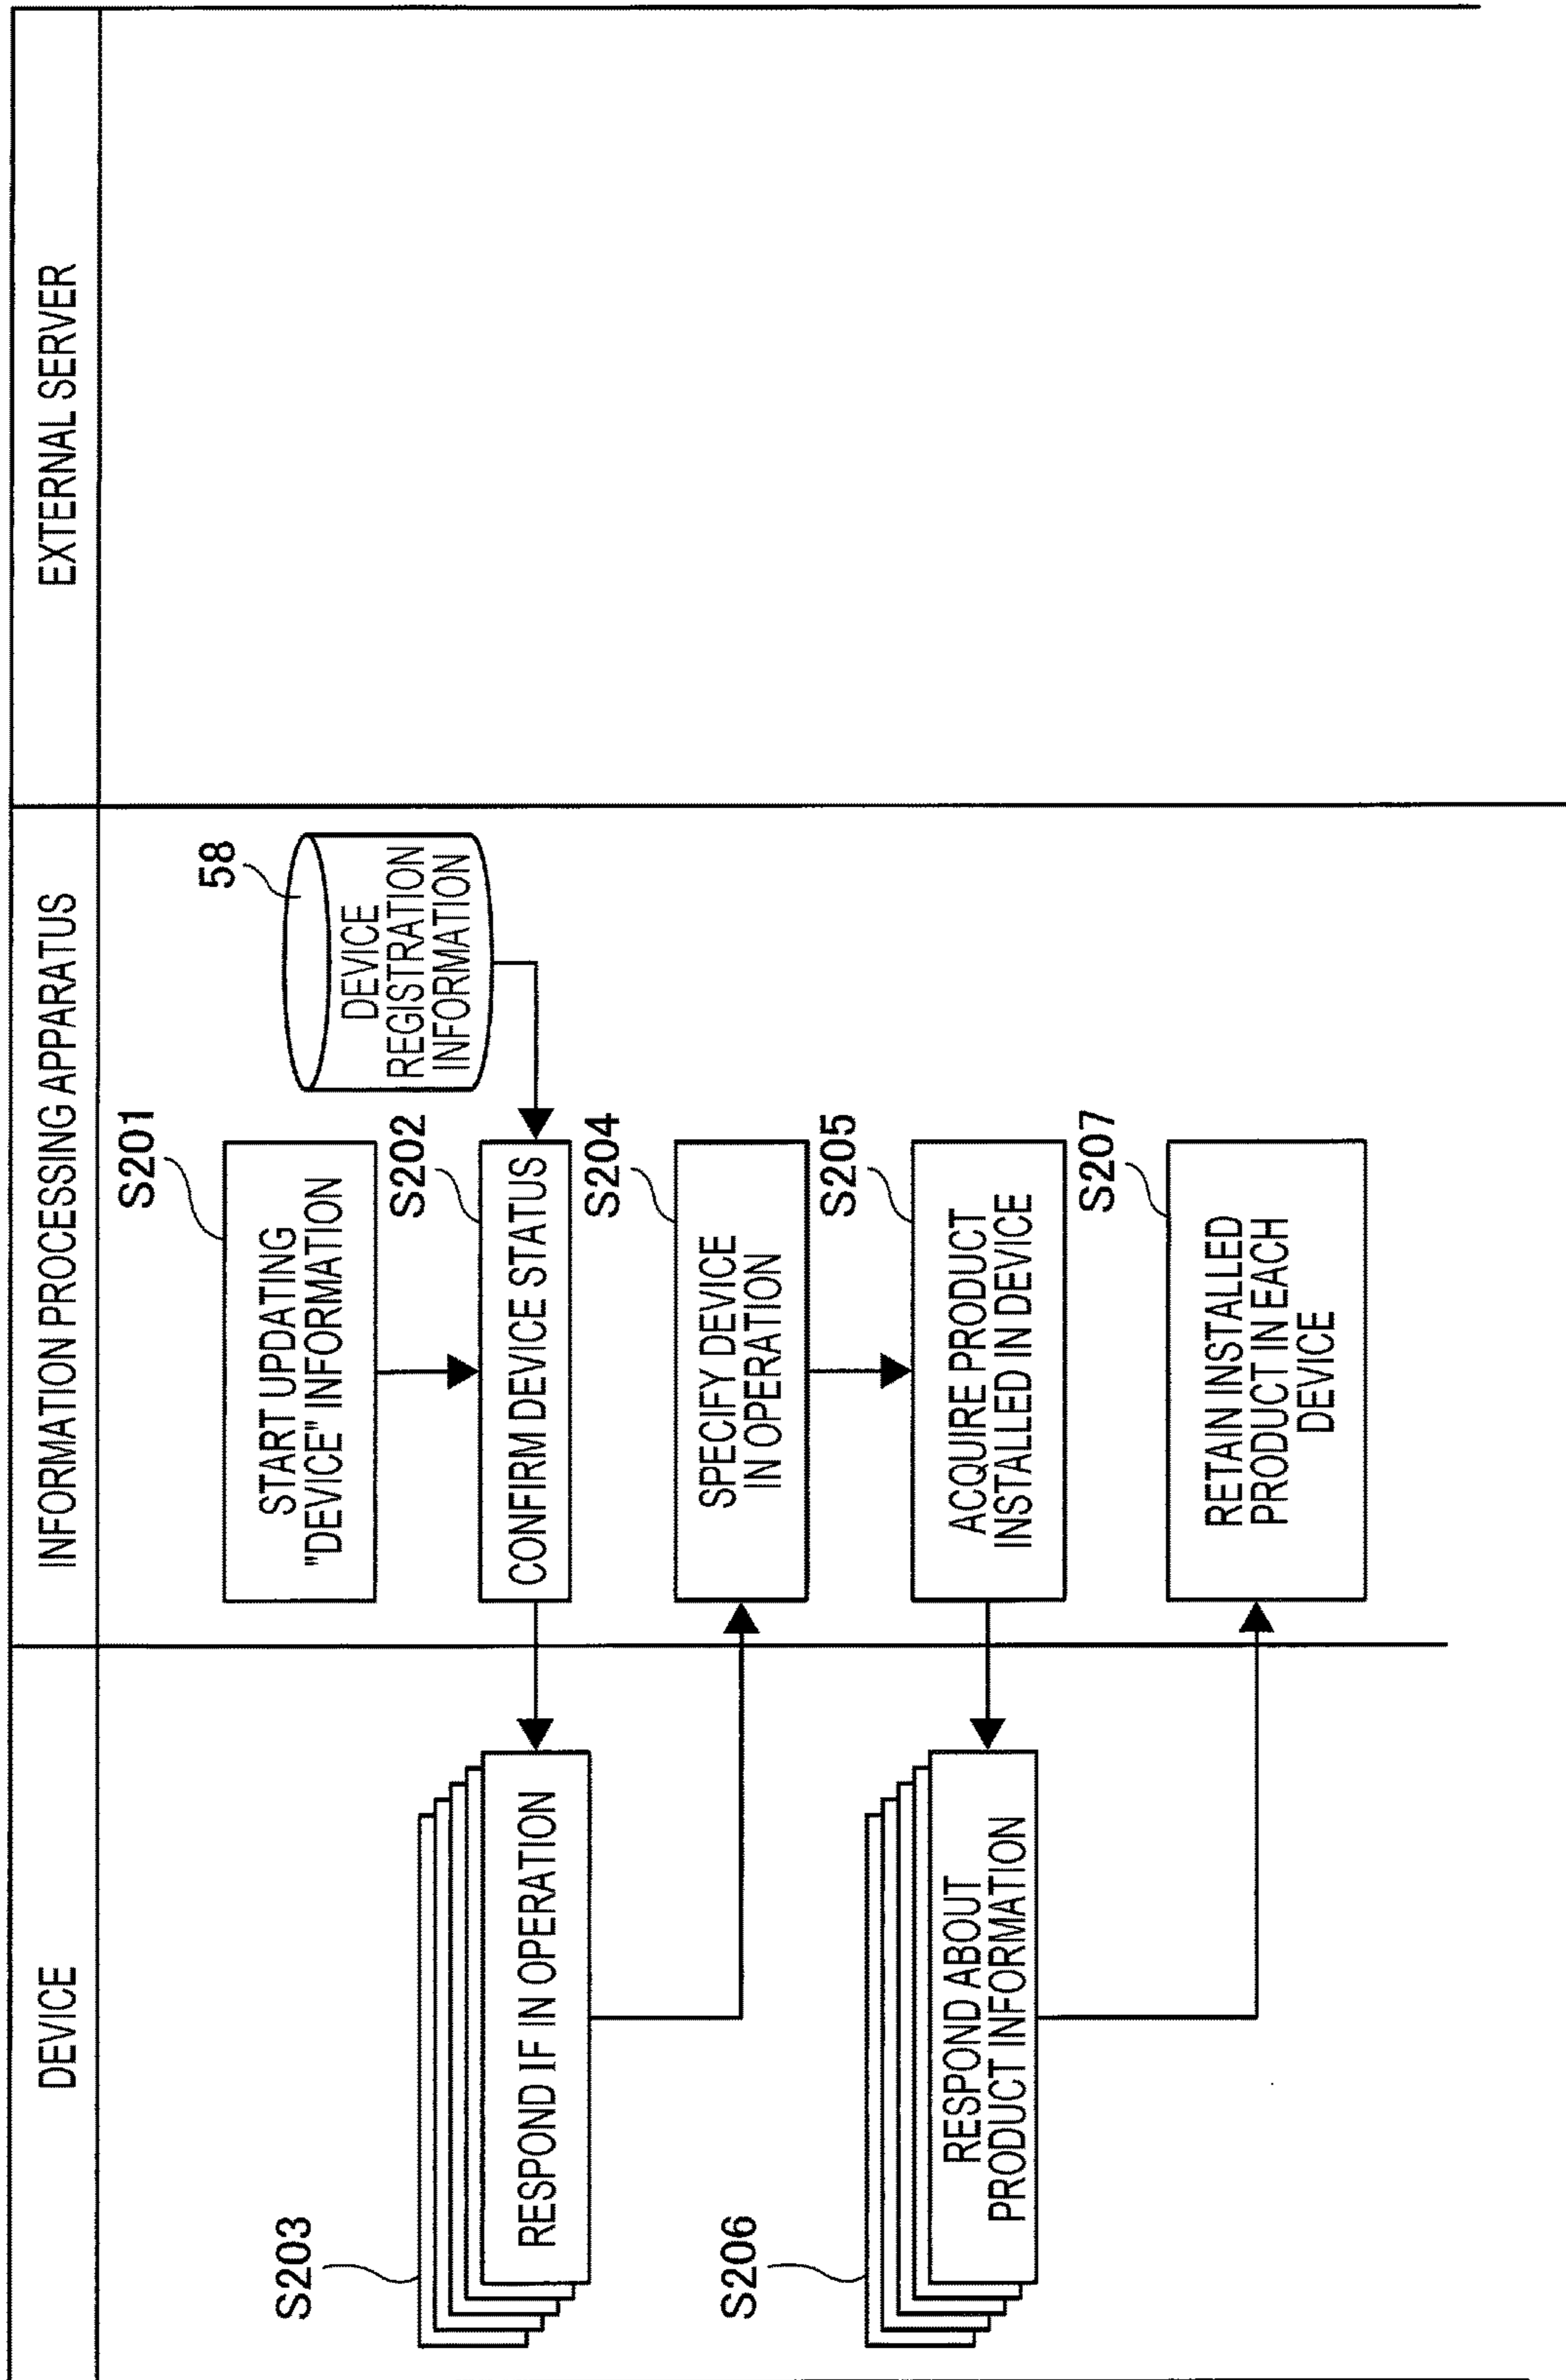 DEVICE
INFORMATION PROCESSING APPARATUS
EXTERNAL SERVER
S201
START UPDATING
"DEVICE" INFORMATION
58
DEVICE
REGISTRATION
INFORMATION
S202
CONFIRM DEVICE STATUS
S203
RESPOND IF IN OPERATION
S204
SPECIFY DEVICE
IN OPERATION
S205
ACQUIRE PRODUCT
INSTALLED IN DEVICE
S206
RESPOND ABOUT
PRODUCT INFORMATION
S207
RETAIN INSTALLED
PRODUCT IN EACH
DEVICE